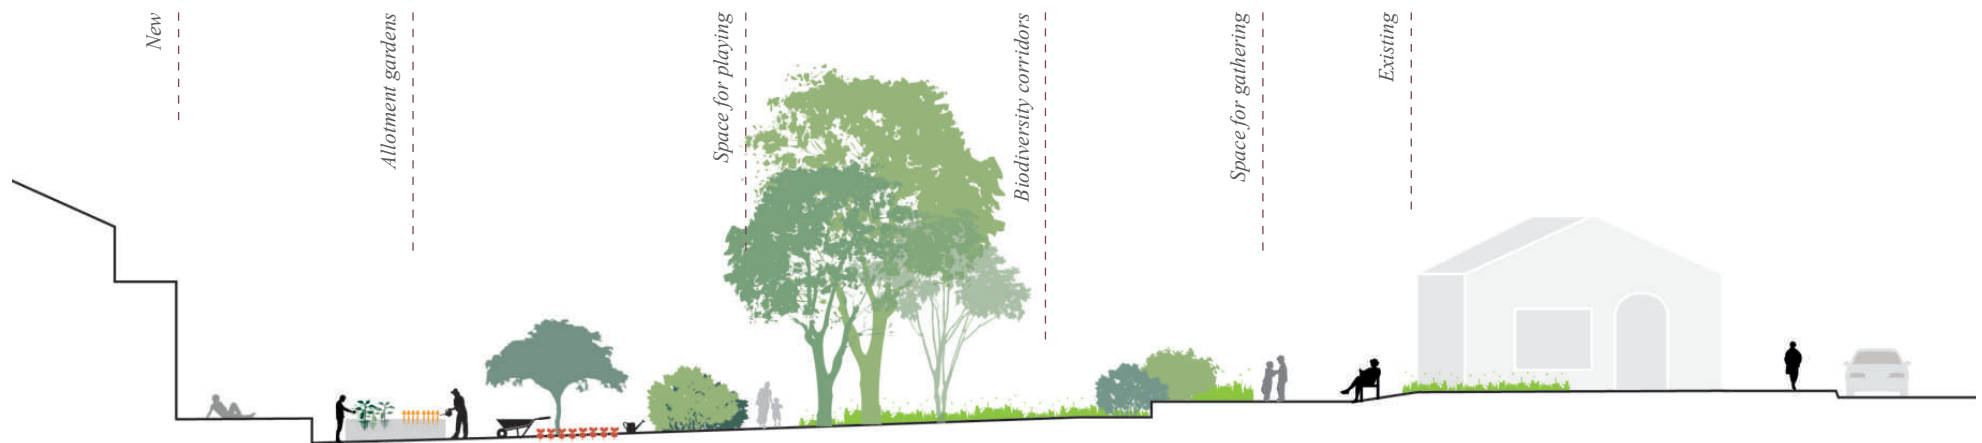 New
Allotment gardens
Space for playing
Biodiversity corridors
Space for gathering
Existing